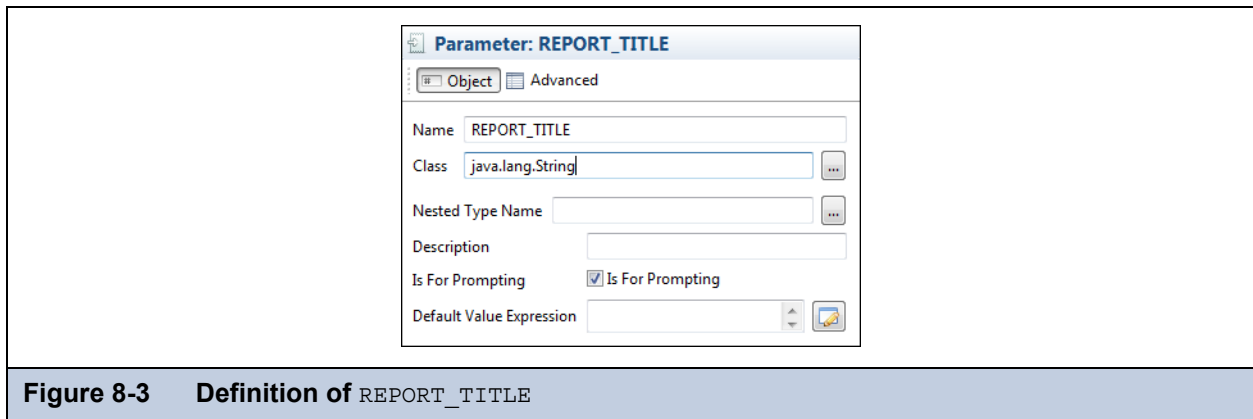 Parameter: REPORT_TITLE
# Object Advanced
Name REPORT_TITLE
Class java.lang.String ...
Nested Type Name ...
Description
Is For Prompting Is For Prompting
Default Value Expression
Figure 8-3 Definition of REPORT_TITLE